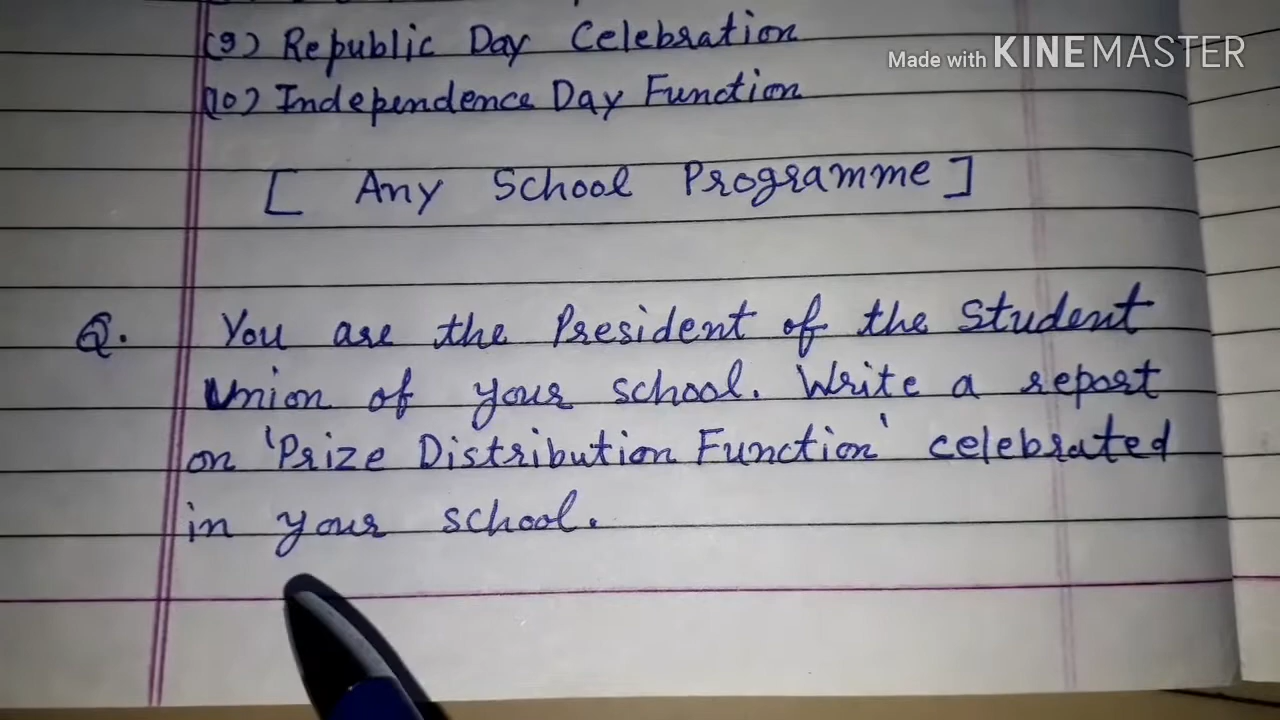 (9) Republic Day Celebration
Made with KINEMASTER
(10) Independence Day Function
[ Any School Programme ]
Q. You are the President of the Student
Union of your school. Write a report
on 'Prize Distribution Function' celebrated
in your school.